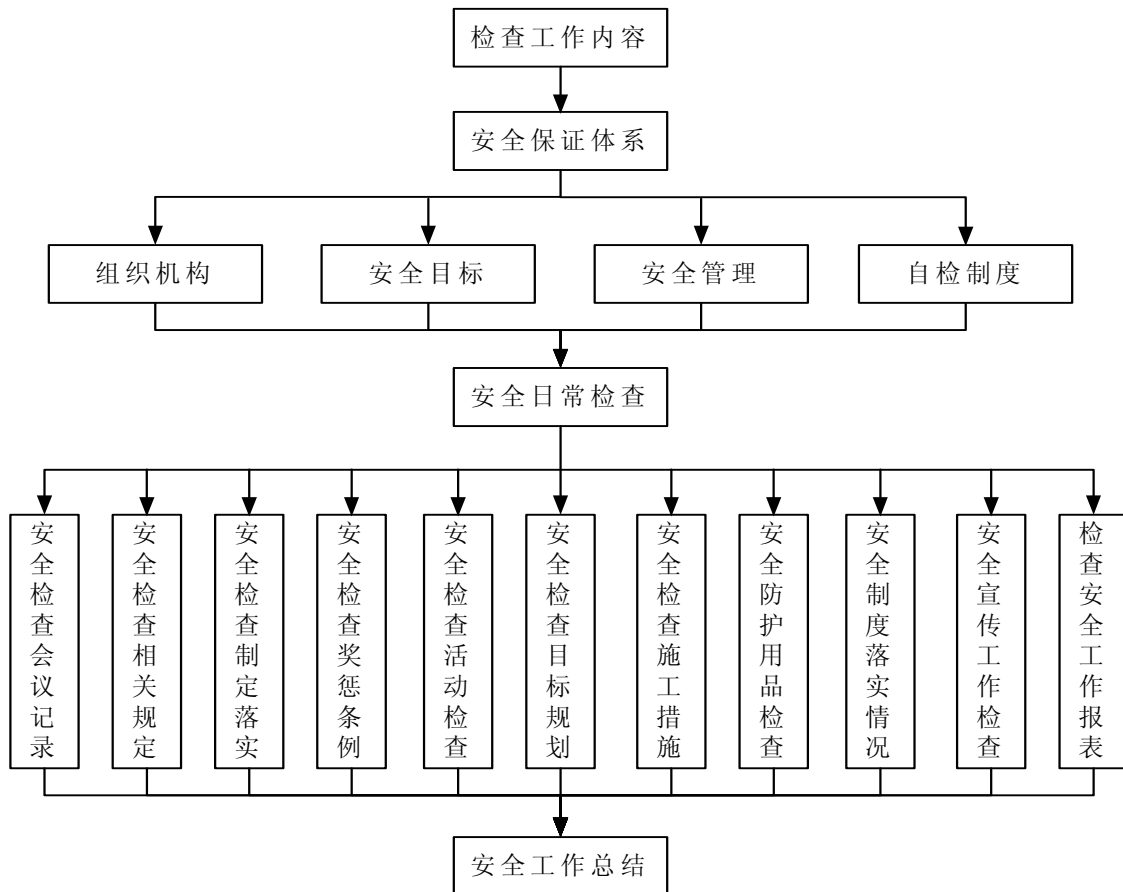 检查工作内容
安全保证体系
组织机构
安全目标
安全管理
自检制度
安全日常检查
安全检查会议记录
安全检查相关规定
安全检查制定落实
安全检查奖惩条例
安全检查活动检查
安全检查目标规划
安全检查施工措施
安全防护用品检查
安全制度落实情况
安全宣传工作检查
检查安全工作报表
安全工作总结